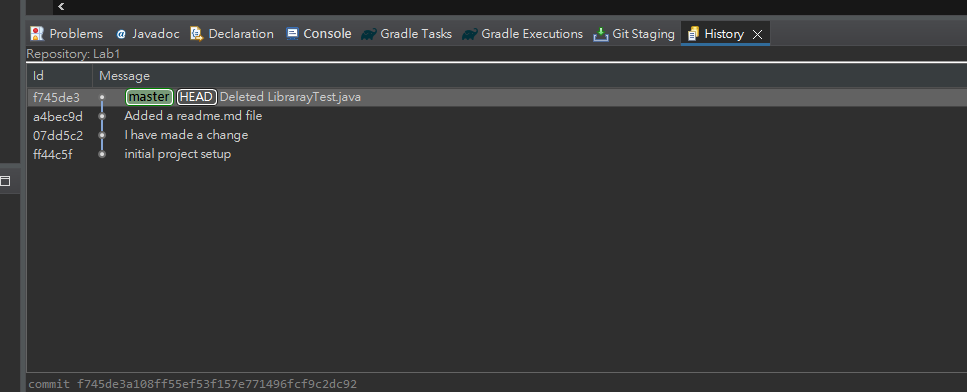 Problems Javadoc Declaration Console Gradle Tasks Gradle Executions Git Staging History
Repository: Lab1
Id Message
f745de3 master HEAD Deleted LibrarayTest.java
a4bec9d Added a readme.md file
07dd5c2 I have made a change
ff44c5f initial project setup
commit f745de3a108ff55ef53f157e771496fcf9c2dc92